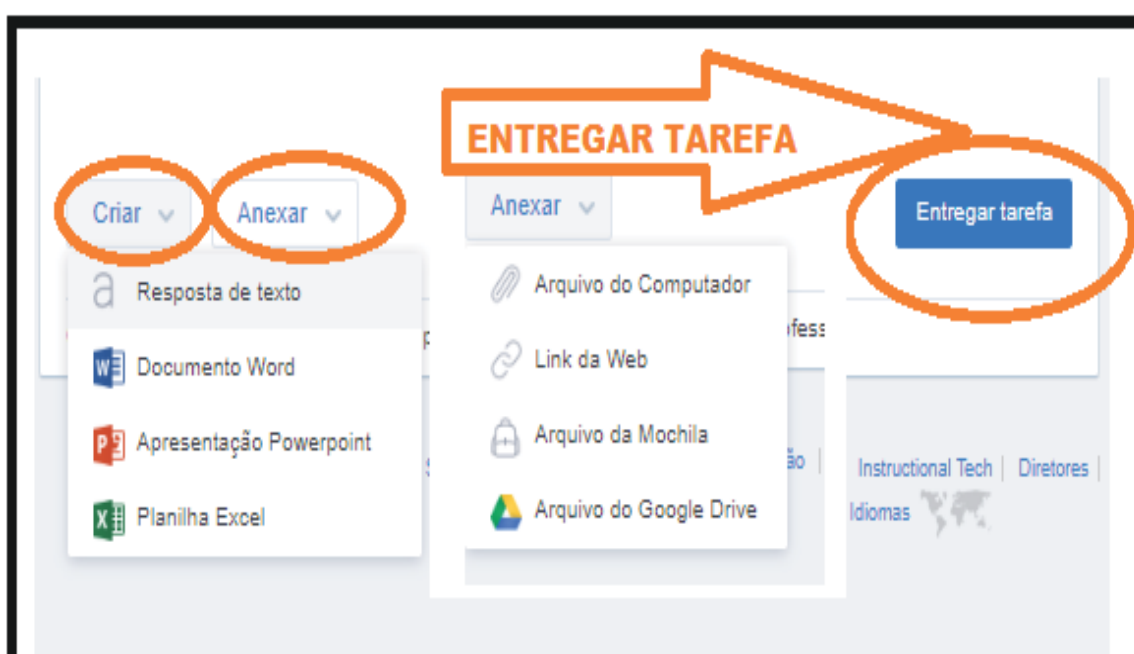 ENTREGAR TAREFA
Criar
Anexar
Anexar
Entregar tarefa
Resposta de texto
Documento Word
Apresentação Powerpoint
Planilha Excel
Arquivo do Computador
Link da Web
Arquivo da Mochila
Arquivo do Google Drive
Instructional Tech | Diretores |
Idiomas